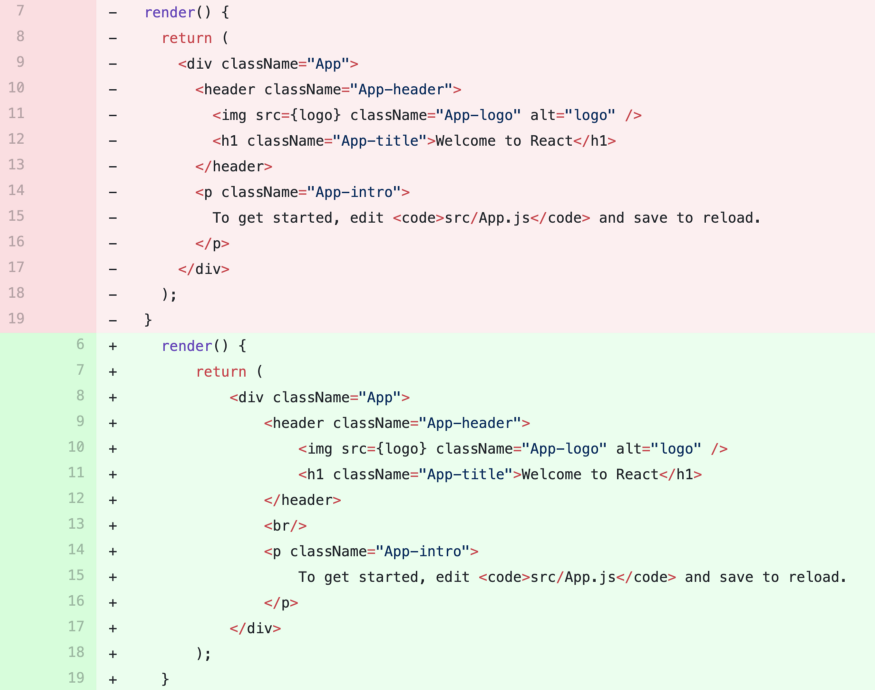 7 - render() {
8 - return (
9 - <div className="App">
10 - <header className="App-header">
11 - <img src={logo} className="App-logo" alt="logo" />
12 - <h1 className="App-title">Welcome to React</h1>
13 - </header>
14 - <p className="App-intro">
15 - To get started, edit <code>src/App.js</code> and save to reload.
16 - </p>
17 - </div>
18 - );
19 - }
6 + render() {
7 + return (
8 + <div className="App">
9 + <header className="App-header">
10 + <img src={logo} className="App-logo" alt="logo" />
11 + <h1 className="App-title">Welcome to React</h1>
12 + </header>
13 + <br/>
14 + <p className="App-intro">
15 + To get started, edit <code>src/App.js</code> and save to reload.
16 + </p>
17 + </div>
18 + );
19 + }